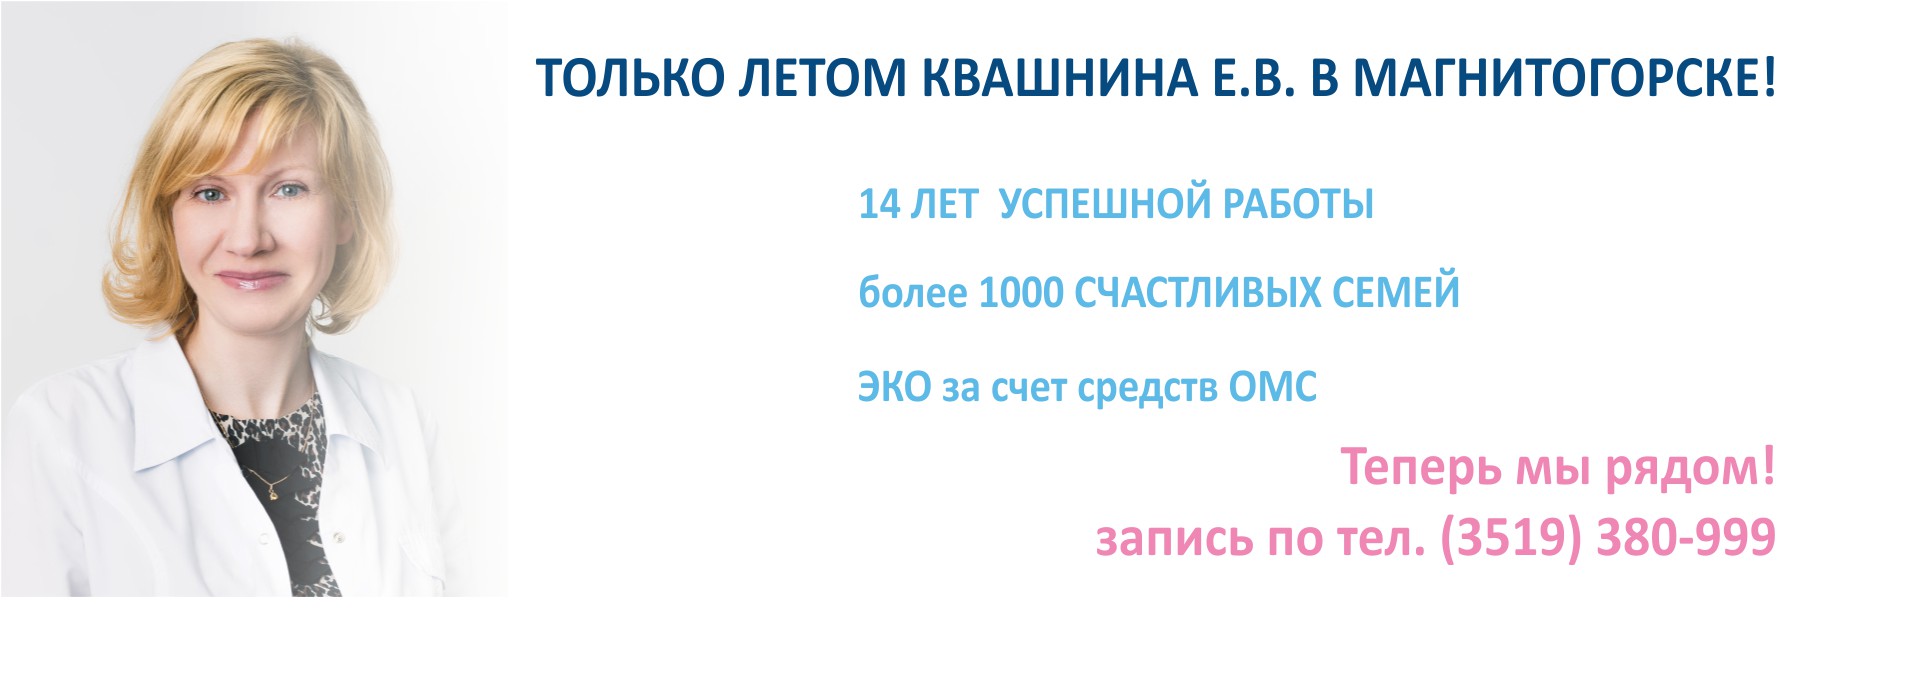 ТОЛЬКО ЛЕТОМ КВАШНИНА Е.В. В МАГНИТОГОРСКЕ!
14 ЛЕТ УСПЕШНОЙ РАБОТЫ
более 1000 СЧАСТЛИВЫХ СЕМЕЙ
ЭКО за счет средств ОМС
Теперь мы рядом!
запись по тел. (3519) 380-999